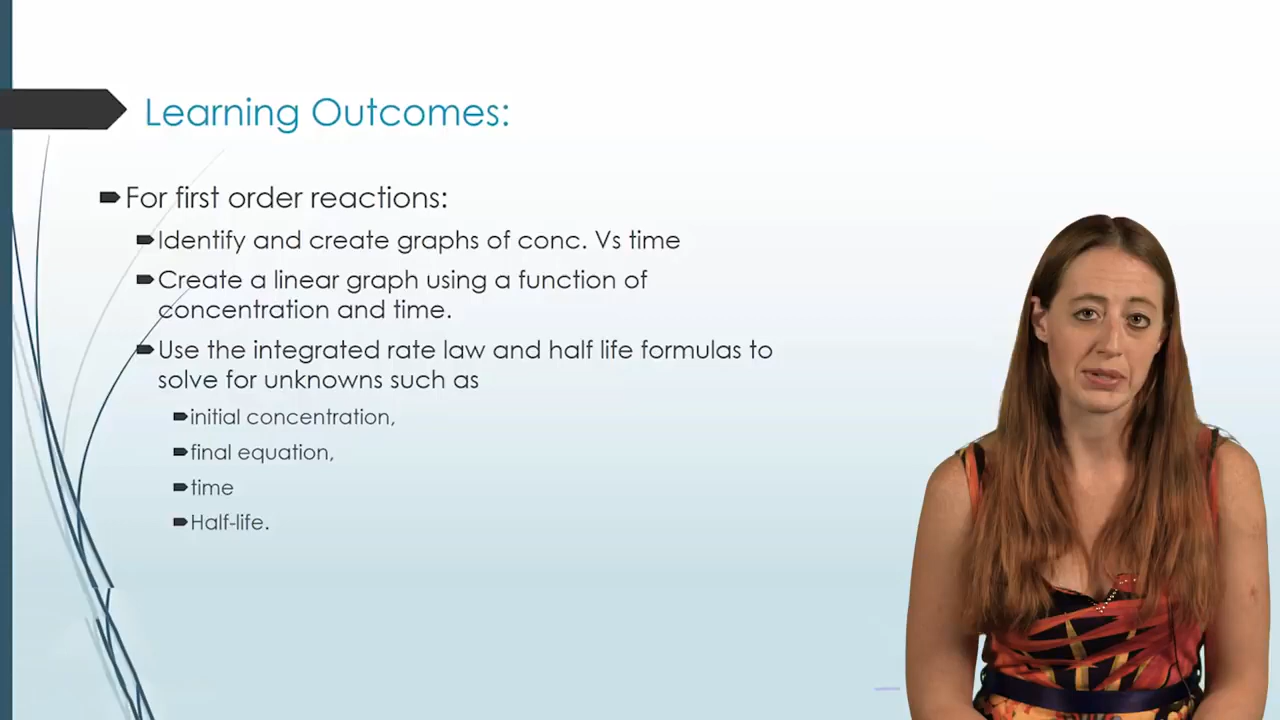 Learning Outcomes:
For first order reactions:
Identify and create graphs of conc. Vs time
Create a linear graph using a function of
concentration and time.
Use the integrated rate law and half life formulas to
solve for unknowns such as
initial concentration,
final equation,
time
Half-life.